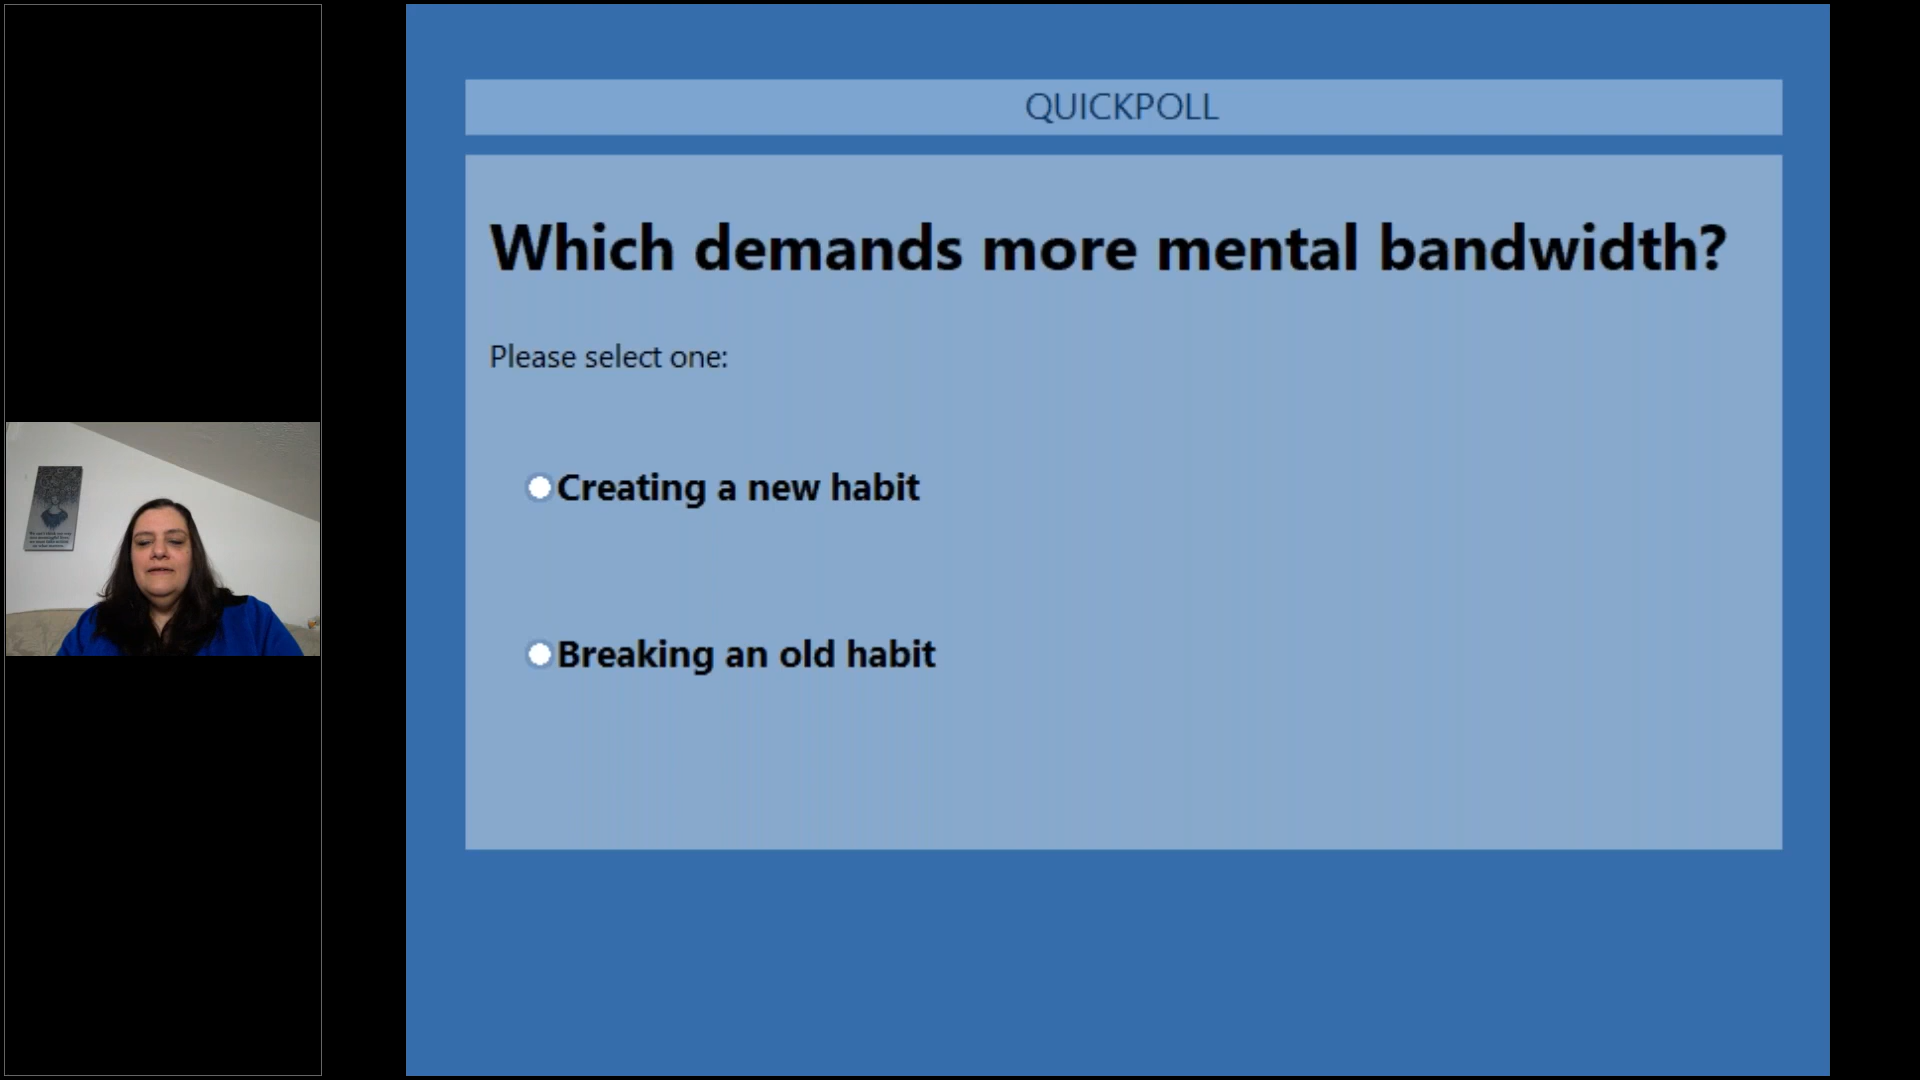 QUICKPOLL
Which demands more mental bandwidth?
Please select one:
Creating a new habit
Breaking an old habit